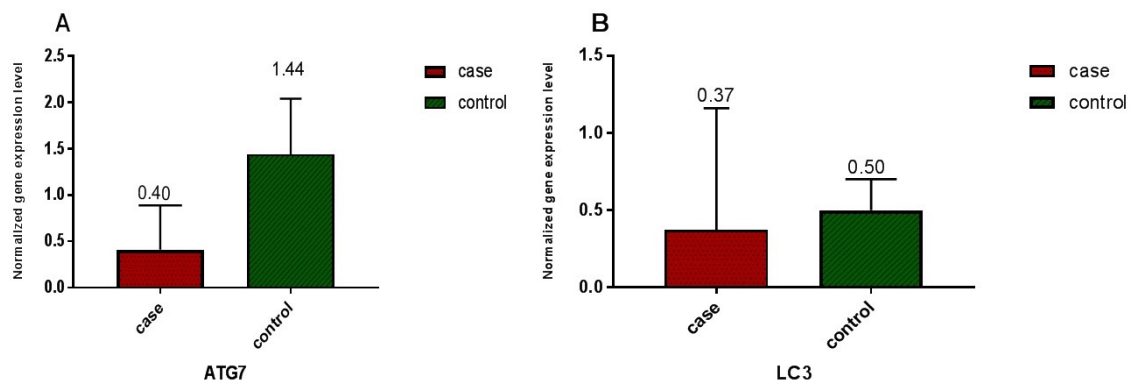 A
Normalized gene expression level
2.5
2.0
1.5
1.0
0.5
0.0
0.40
1.44
case
control
case
control
ATG7
B
Normalized gene expression level
1.5
1.0
0.5
0.0
0.37
0.50
case
control
case
control
LC3